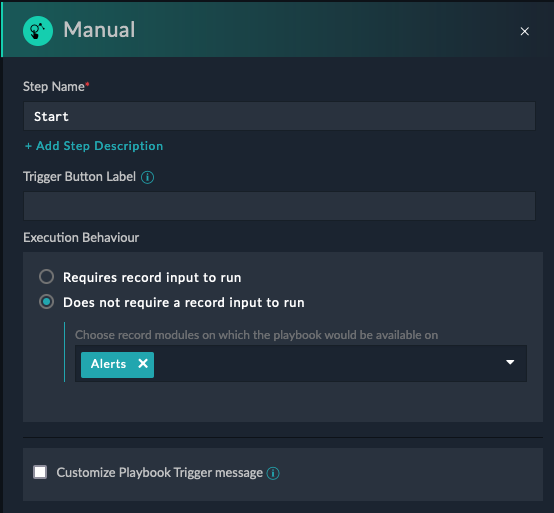 Manual
Step Name*
Start
+ Add Step Description
Trigger Button Label
Execution Behaviour
Requires record input to run
Does not require a record input to run
Choose record modules on which the playbook would be available on
Alerts
Customize Playbook Trigger message